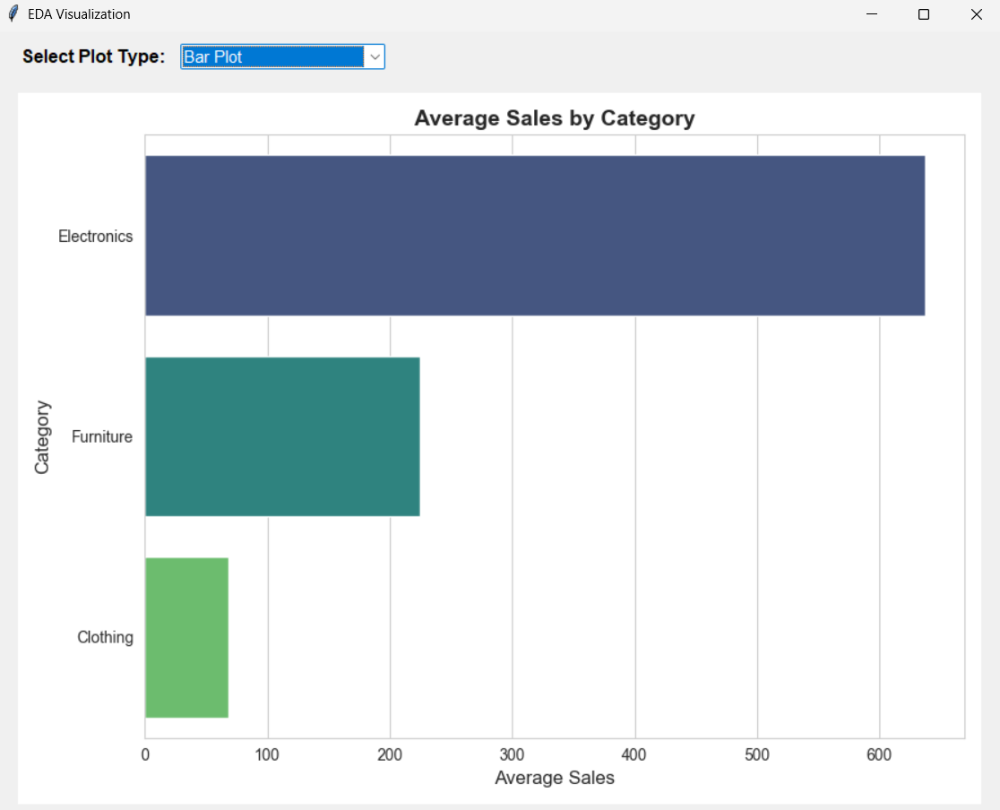 EDA Visualization
Select Plot Type: Bar Plot
Average Sales by Category
Electronics
Furniture
Clothing
Category
0 100 200 300 400 500 600
Average Sales